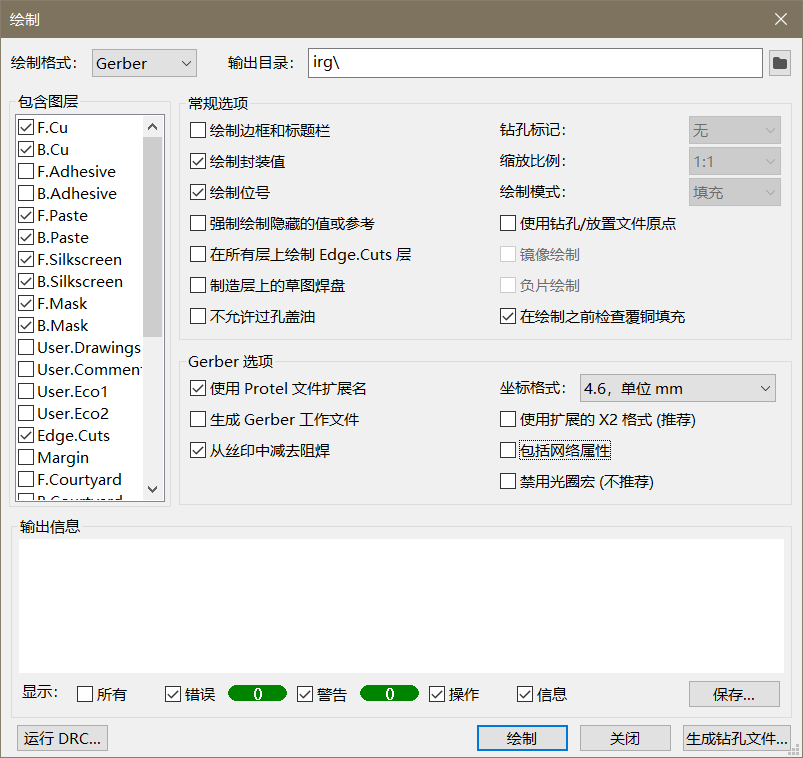 绘制
绘制格式: Gerber 输出目录: irg\
包含图层
F.Cu
B.Cu
F.Adhesive
B.Adhesive
F.Paste
B.Paste
F.Silkscreen
B.Silkscreen
F.Mask
B.Mask
User.Drawings
User.Commen
User.Eco1
User.Eco2
Edge.Cuts
Margin
F.Courtyard
B.Courtyard
常规选项
绘制边框和标题栏 钻孔标记: 无
绘制封装值 缩放比例: 1:1
绘制位号 绘制模式: 填充
强制绘制隐藏的值或参考 使用钻孔/放置文件原点
在所有层上绘制 Edge.Cuts 层 镜像绘制
制造层上的草图焊盘 负片绘制
不允许过孔盖油 在绘制之前检查覆铜填充
Gerber 选项
使用 Protel 文件扩展名 坐标格式: 4.6，单位 mm
生成 Gerber 工作文件 使用扩展的 X2 格式 (推荐)
从丝印中减去阻焊 包括网络属性
禁用光圈宏 (不推荐)
输出信息
显示: 所有 错误 0 警告 0 操作 信息 保存...
运行 DRC... 绘制 关闭 生成钻孔文件...